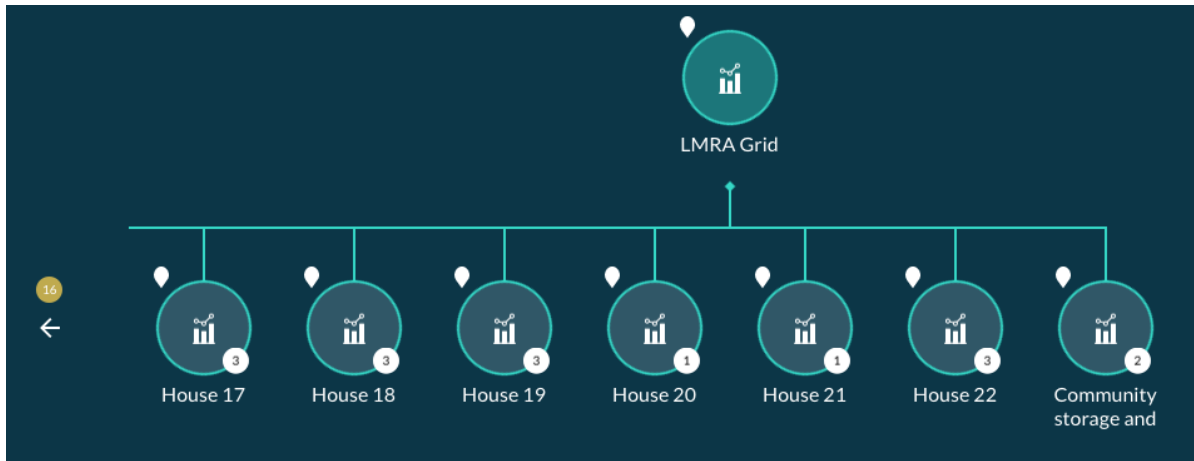 LMRA Grid
16
3
3
3
1
1
3
2
House 17
House 18
House 19
House 20
House 21
House 22
Community
storage and